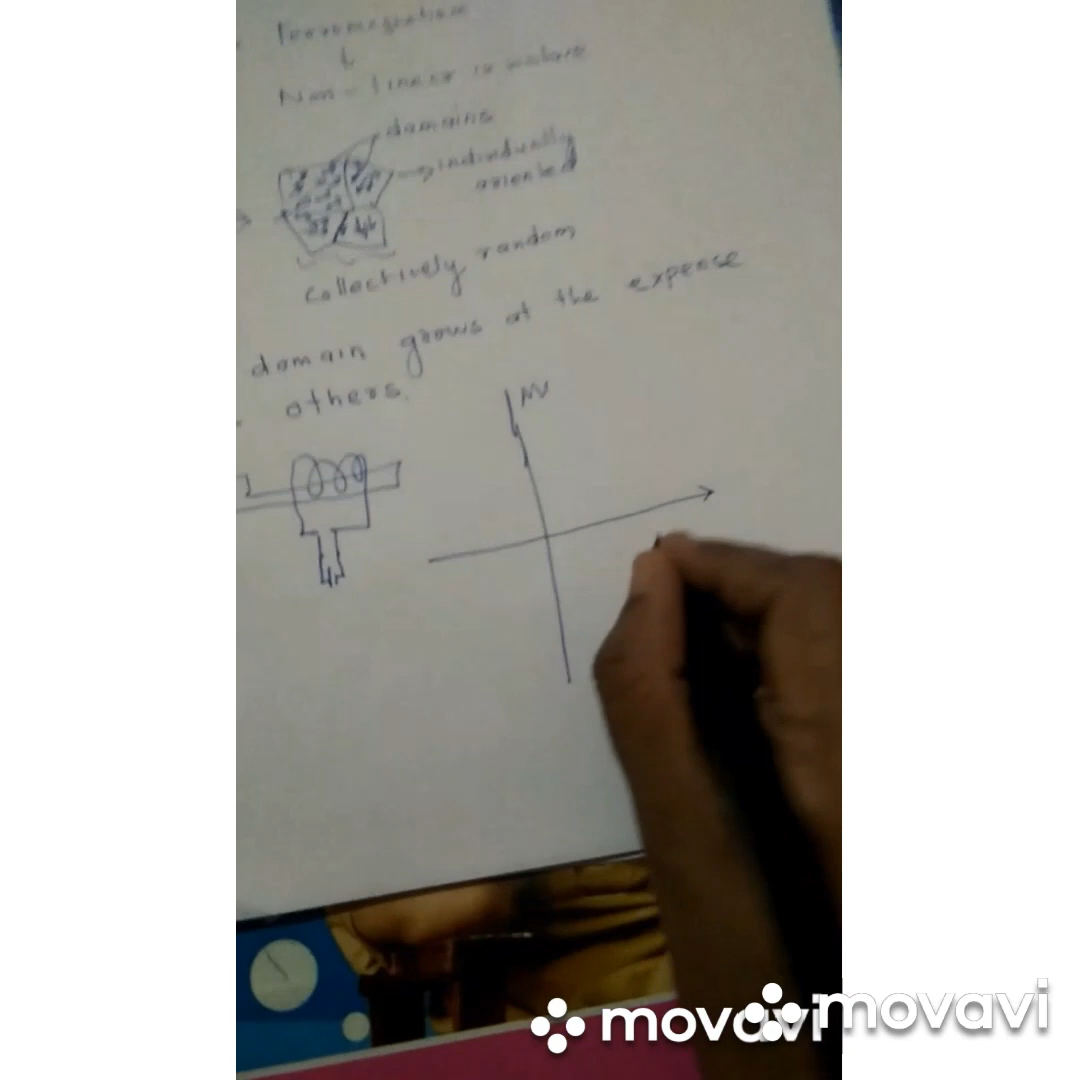 Ferromagnetism
Non-linear in nature
domains
individually
oriented
Collectively random
domain grows at the expense
others.
M
movavi
movavi